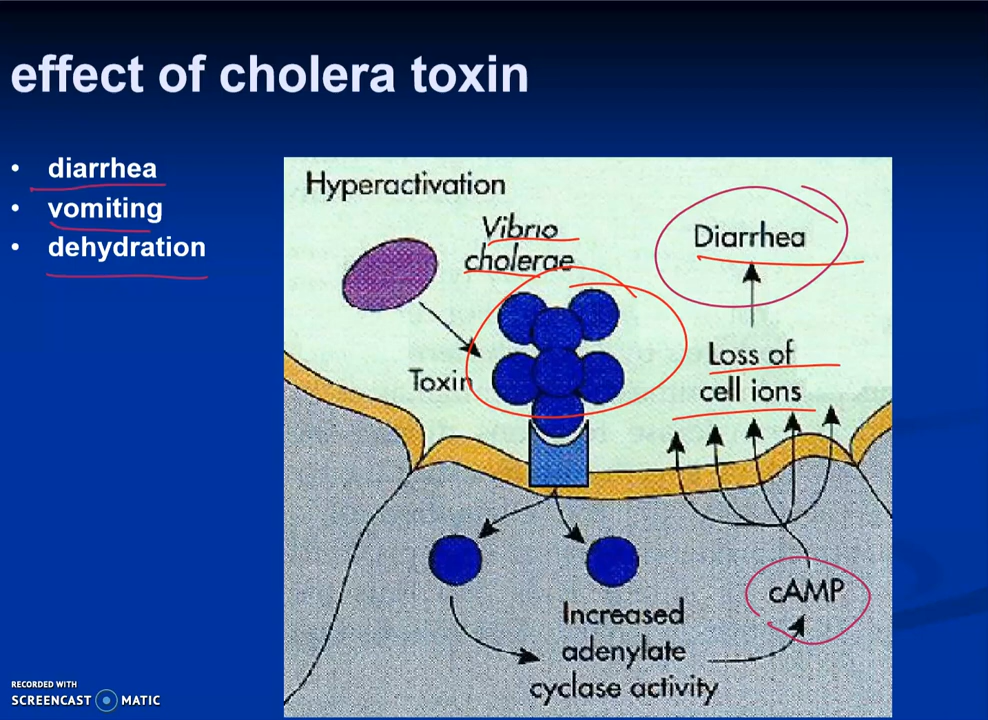 effect of cholera toxin
• diarrhea
• vomiting
• dehydration
Hyperactivation
Vibrio
cholerae
Toxin
Diarrhea
Loss of
cell ions
cAMP
Increased
adenylate
cyclase activity
RECORDED WITH
SCREENCAST MATIC